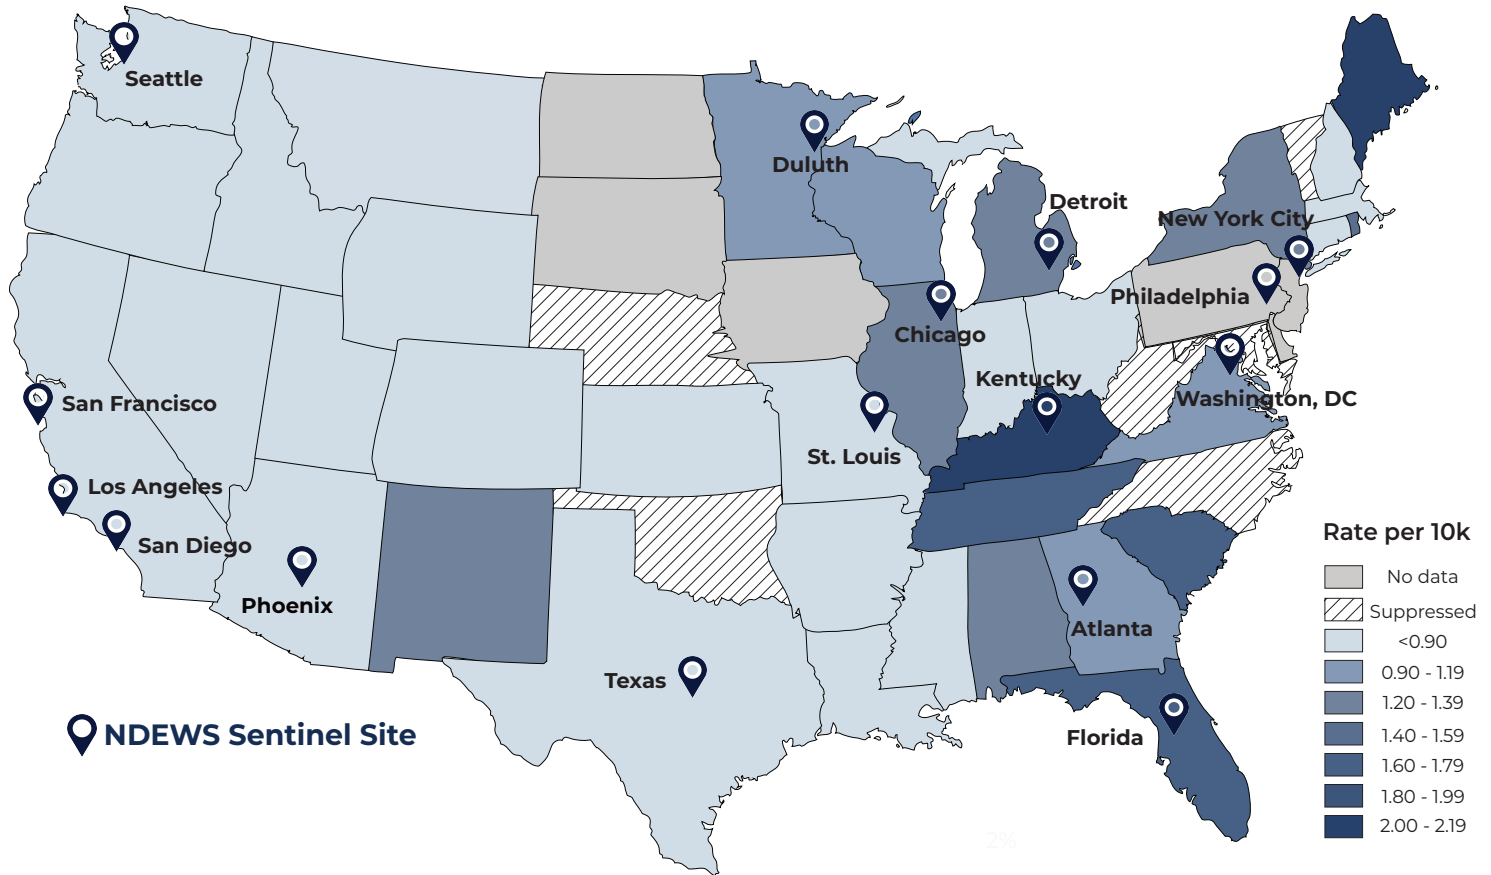 Seattle
Duluth
Detroit
New York City
Philadelphia
Chicago
Kentucky
Washington, DC
San Francisco
St. Louis
Los Angeles
San Diego
Phoenix
Atlanta
Texas
Florida
NDEWS Sentinel Site
Rate per 10k
No data
Suppressed
<0.90
0.90 - 1.19
1.20 - 1.39
1.40 - 1.59
1.60 - 1.79
1.80 - 1.99
2.00 - 2.19
2%